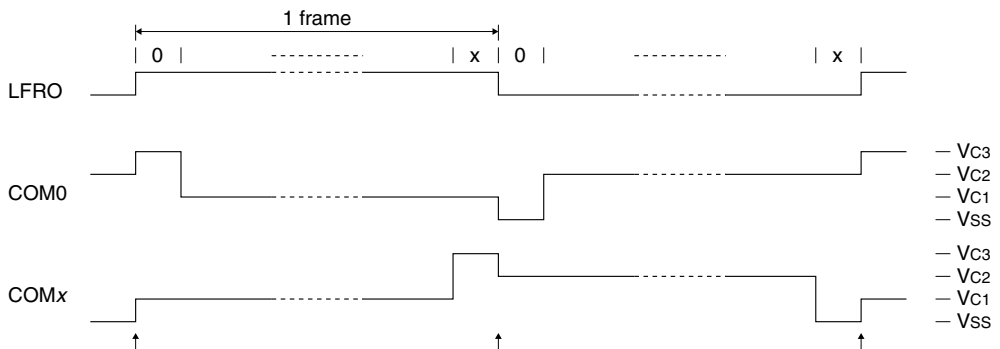 1 frame
0 x 0 x
LFRO
COM0
VC3
VC2
VC1
VSS
COMx
VC3
VC2
VC1
VSS